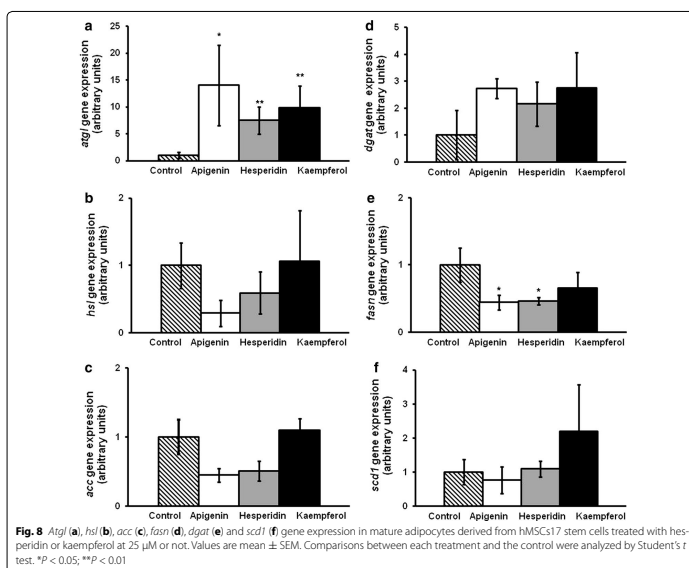 a
atgl gene expression
(arbitrary units)
25
20
15
10
5
0
*
**
**
Control Apigenin Hesperidin Kaempferol
d
dgat gene expression
(arbitrary units)
5
4
3
2
1
0
Control Apigenin Hesperidin Kaempferol
b
hsl gene expression
(arbitrary units)
2
1
0
Control Apigenin Hesperidin Kaempferol
e
fasn gene expression
(arbitrary units)
2
1
0
*
*
Control Apigenin Hesperidin Kaempferol
c
acc gene expression
(arbitrary units)
2
1
0
Control Apigenin Hesperidin Kaempferol
f
scd1 gene expression
(arbitrary units)
4
3
2
1
0
Control Apigenin Hesperidin Kaempferol
Fig. 8 Atgl (a), hsl (b), acc (c), fasn (d), dgat (e) and scd1 (f) gene expression in mature adipocytes derived from hMSCs17 stem cells treated with hes-
peridin or kaempferol at 25 µM or not. Values are mean ± SEM. Comparisons between each treatment and the control were analyzed by Student's t
test. *P < 0.05; **P < 0.01